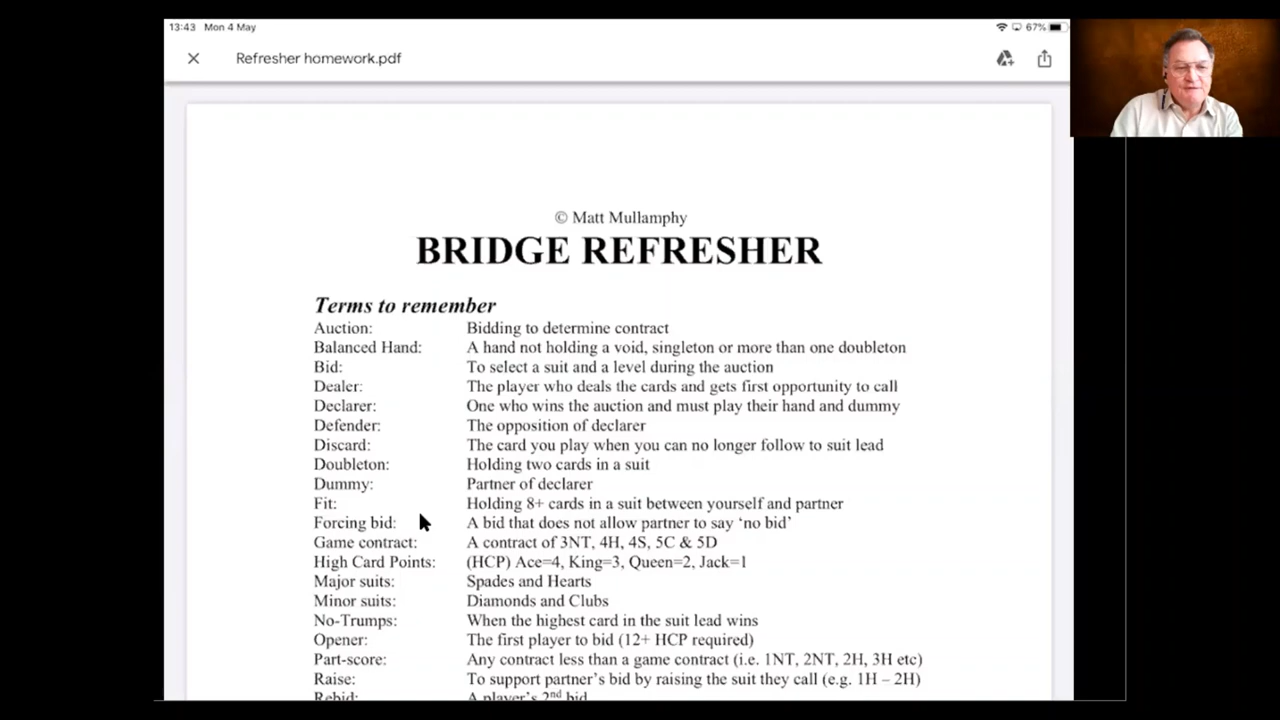 13:43 Mon 4 May
67%
Refresher homework.pdf
© Matt Mullamphy
BRIDGE REFRESHER
Terms to remember
Auction: Bidding to determine contract
Balanced Hand: A hand not holding a void, singleton or more than one doubleton
Bid: To select a suit and a level during the auction
Dealer: The player who deals the cards and gets first opportunity to call
Declarer: One who wins the auction and must play their hand and dummy
Defender: The opposition of declarer
Discard: The card you play when you can no longer follow to suit lead
Doubleton: Holding two cards in a suit
Dummy: Partner of declarer
Fit: Holding 8+ cards in a suit between yourself and partner
Forcing bid: A bid that does not allow partner to say ‘no bid’
Game contract: A contract of 3NT, 4H, 4S, 5C & 5D
High Card Points: (HCP) Ace=4, King=3, Queen=2, Jack=1
Major suits: Spades and Hearts
Minor suits: Diamonds and Clubs
No-Trumps: When the highest card in the suit lead wins
Opener: The first player to bid (12+ HCP required)
Part-score: Any contract less than a game contract (i.e. 1NT, 2NT, 2H, 3H etc)
Raise: To support partner’s bid by raising the suit they call (e.g. 1H – 2H)
Rebid: A player’s 2nd bid